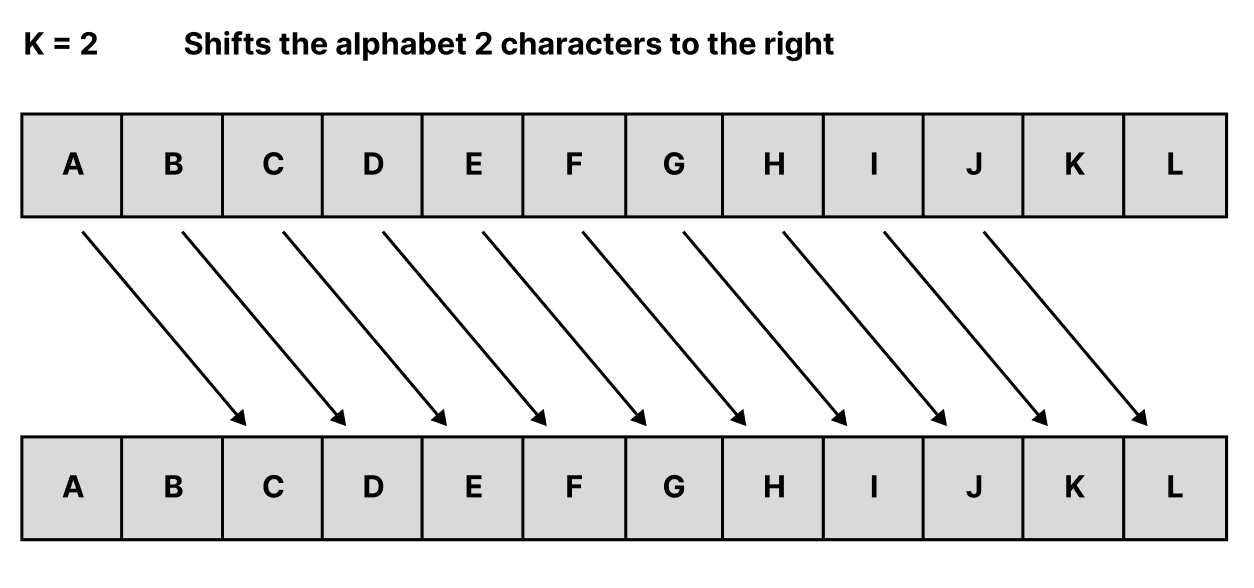 K = 2 Shifts the alphabet 2 characters to the right
A B C D E F G H I J K L
A B C D E F G H I J K L